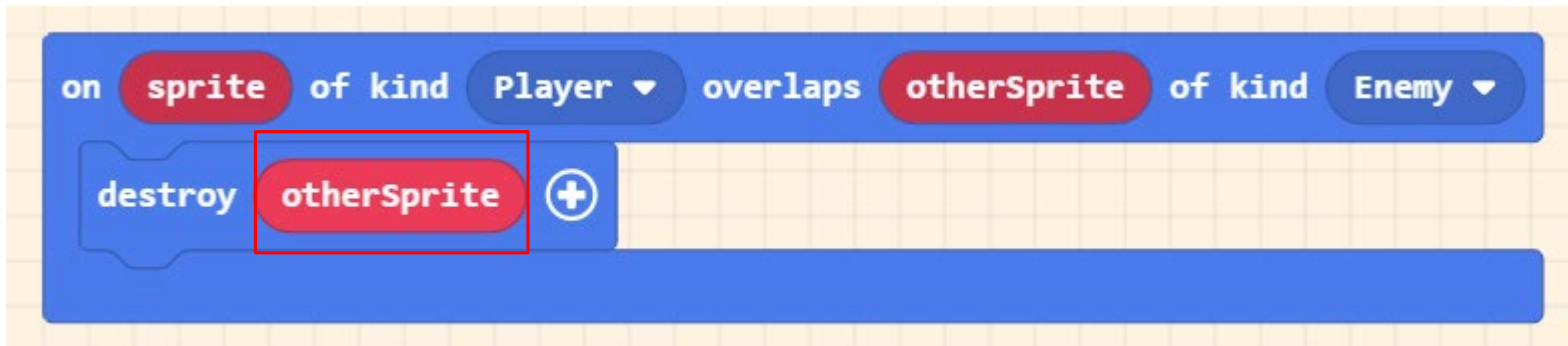 on sprite of kind Player overlaps otherSprite of kind Enemy
destroy otherSprite